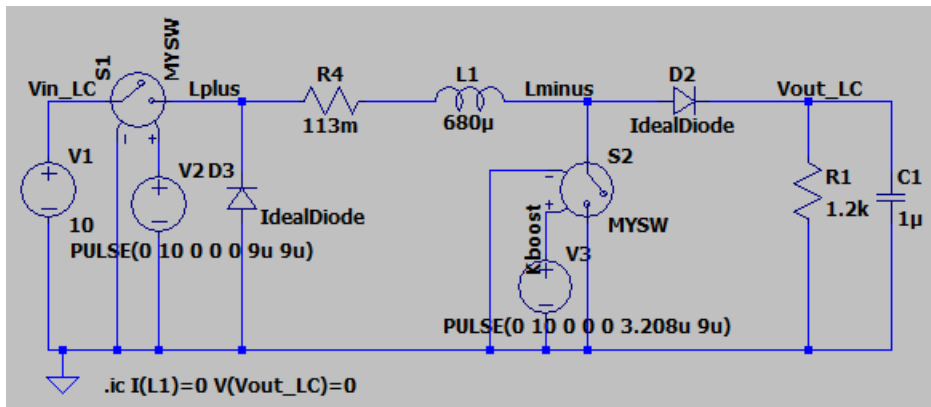 S1
MYSW
Vin_LC
Lplus
R4
113m
L1
680µ
Lminus
D2
IdealDiode
Vout_LC
V1
10
V2
D3
IdealDiode
PULSE(0 10 0 0 0 9u 9u)
S2
MYSW
Kboost
V3
PULSE(0 10 0 0 0 3.208u 9u)
R1
1.2k
C1
1µ
.ic I(L1)=0 V(Vout_LC)=0